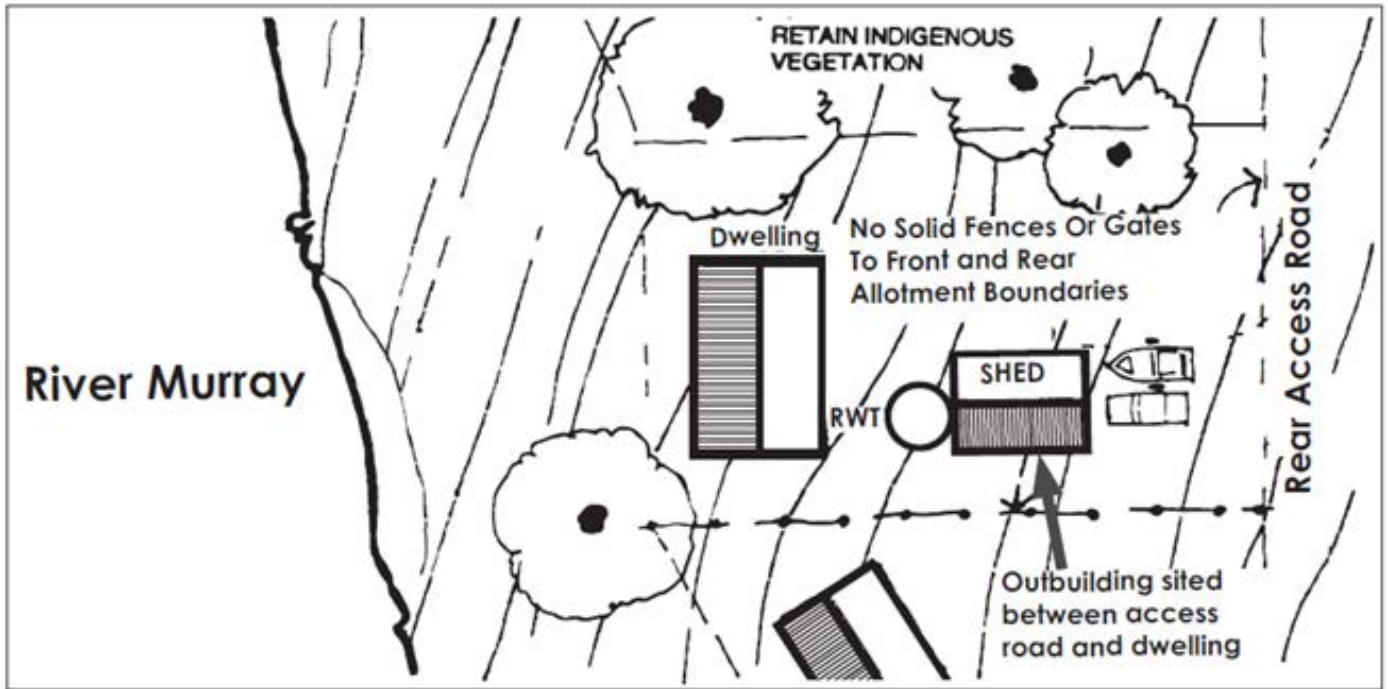 RETAIN INDIGENOUS
VEGETATION
Dwelling
No Solid Fences Or Gates
To Front and Rear
Allotment Boundaries
Rear Access Road
River Murray
SHED
RWT
Outbuilding sited
between access
road and dwelling